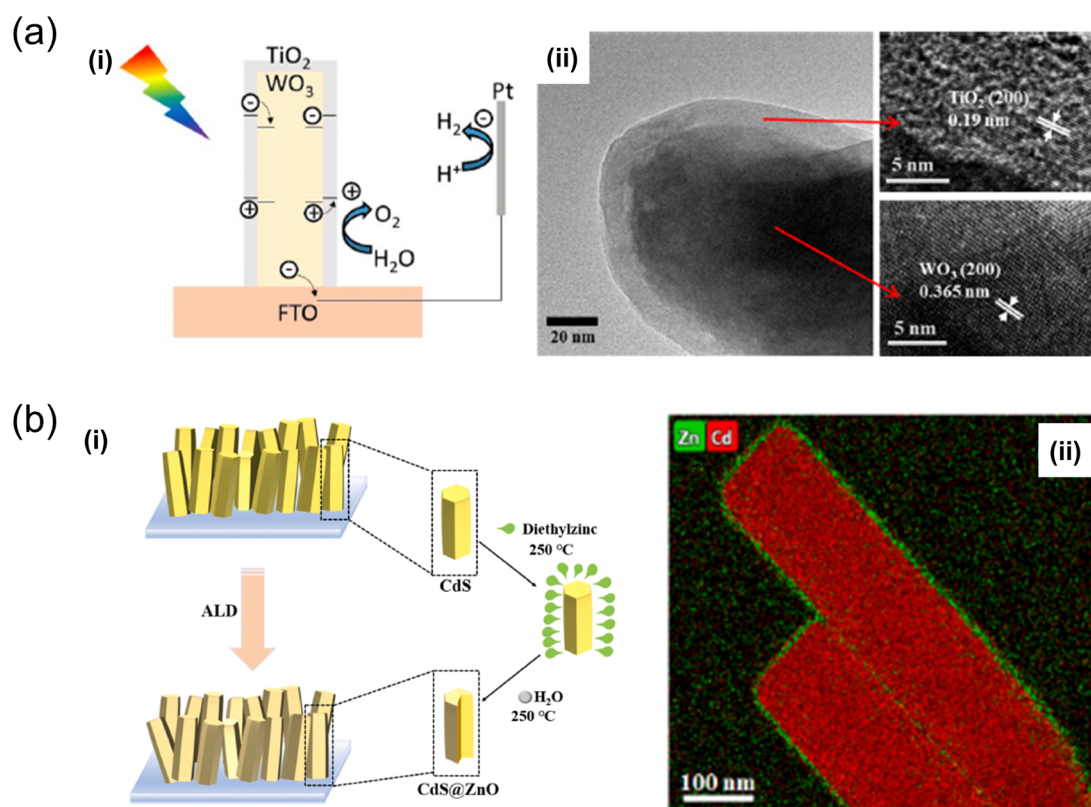 (a)
(i)
TiO₂
WO₃
⊖
⊖
⊕
⊕
⊕
⊖
FTO
O₂
H₂O
Pt
⊖
H₂
H⁺
(ii)
20 nm
TiO₂ (200)
0.19 nm
5 nm
WO₃ (200)
0.365 nm
5 nm
(b)
(i)
ALD
CdS
Diethylzinc
250 °C
H₂O
250 °C
CdS@ZnO
Zn Cd
(ii)
100 nm